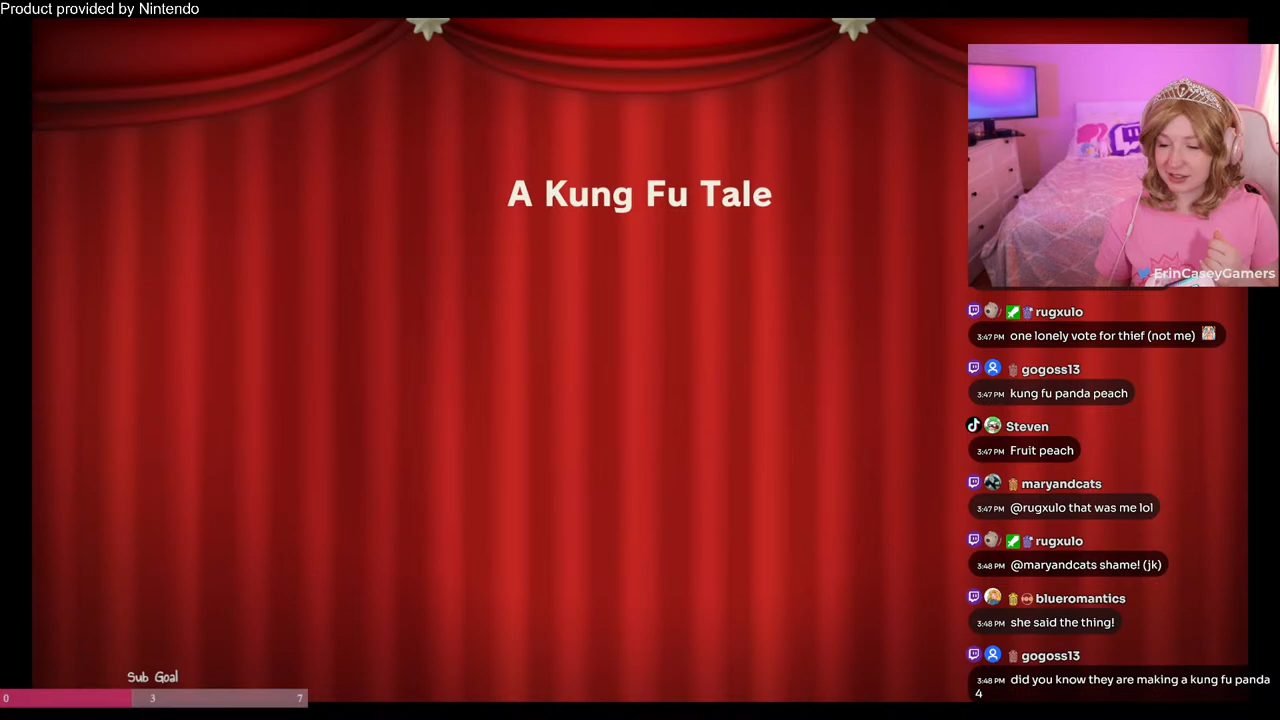 Product provided by Nintendo
A Kung Fu Tale
ErinCaseyGamers
rugxulo
3:47 PM one lonely vote for thief (not me)
gogoss13
3:47 PM kung fu panda peach
Steven
3:47 PM Fruit peach
maryandcats
3:47 PM @rugxulo that was me lol
rugxulo
3:48 PM @maryandcats shame! (jk)
blueromantics
3:48 PM she said the thing!
gogoss13
3:48 PM did you know they are making a kung fu panda
4
Sub Goal
0 3 7